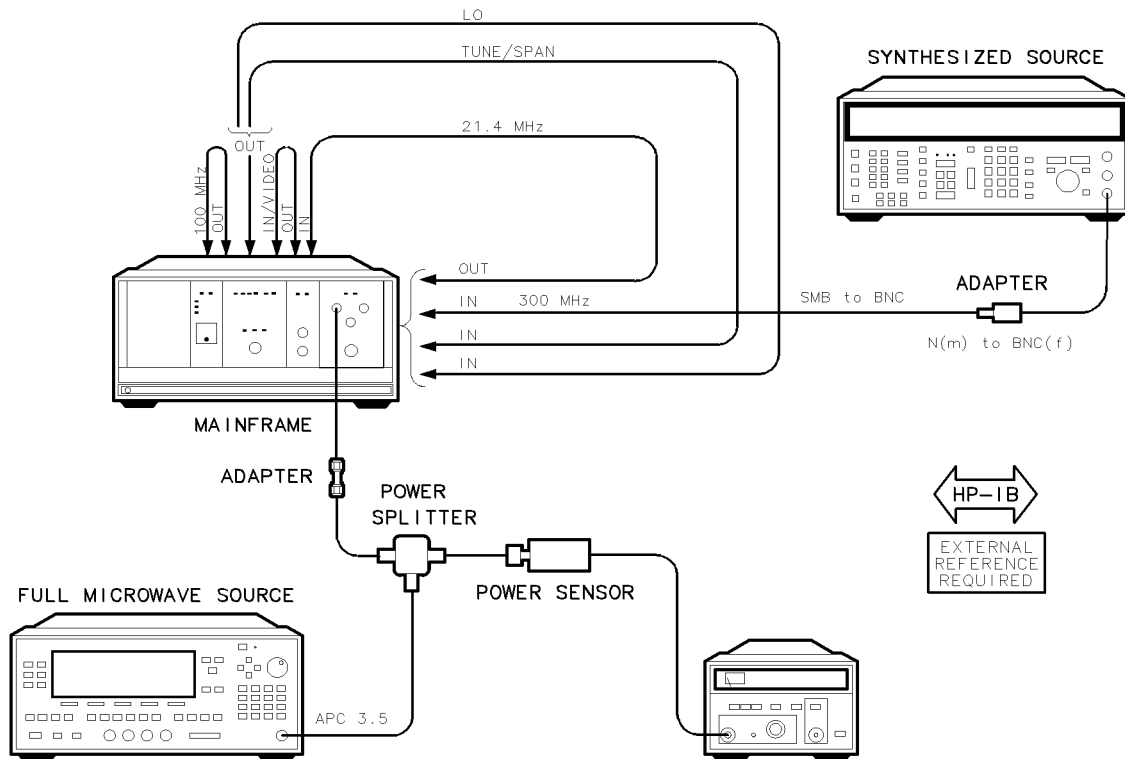 LO
TUNE/SPAN
SYNTHESIZED SOURCE
21.4 MHz
OUT
100 MHz
OUT
IN/VIDEO
OUT
IN
OUT
IN 300 MHz
SMB to BNC
ADAPTER
IN
N(m) to BNC(f)
IN
MAINFRAME
ADAPTER
POWER
SPLITTER
HP-IB
EXTERNAL
REFERENCE
REQUIRED
POWER SENSOR
FULL MICROWAVE SOURCE
APC 3.5